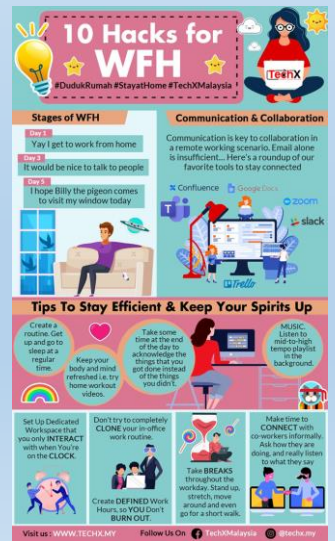 10 Hacks for
WFH
#DudukRumah #StayatHome #TechXMalaysia
TechX
Stages of WFH
Day 1
Yay I get to work from home
Day 3
It would be nice to talk to people
Day 5
I hope Billy the pigeon comes
to visit my window today
Communication & Collaboration
Communication is key to collaboration in
a remote working scenario. Email alone
is insufficient... Here's a roundup of our
favorite tools to stay connected
Confluence
Google Docs
zoom
slack
Trello
Tips To Stay Efficient & Keep Your Spirits Up
Create a
routine. Get
up and go to
sleep at a
regular
time.
Keep your
body and mind
refreshed i.e. try
home workout
videos.
Take some
time at the end
of the day to
acknowledge the
things that you
got done instead
of the things
you didn't.
MUSIC.
Listen to
mid-to-high
tempo playlist
in the
background.
Set Up Dedicated
Workspace that
you only INTERACT
with when You're
on the CLOCK.
Don't try to completely
CLONE your in-office
work routine.
Create DEFINED Work
Hours, so YOU Don't
BURN OUT.
Take BREAKS
throughout the
workday. Stand up,
stretch, move
around and even
go for a short walk.
Make time to
CONNECT with
co-workers informally.
Ask how they are
doing, and really listen
to what they say
Visit us : WWW.TECHX.MY
Follow Us On
TechXMalaysia
@techx.my